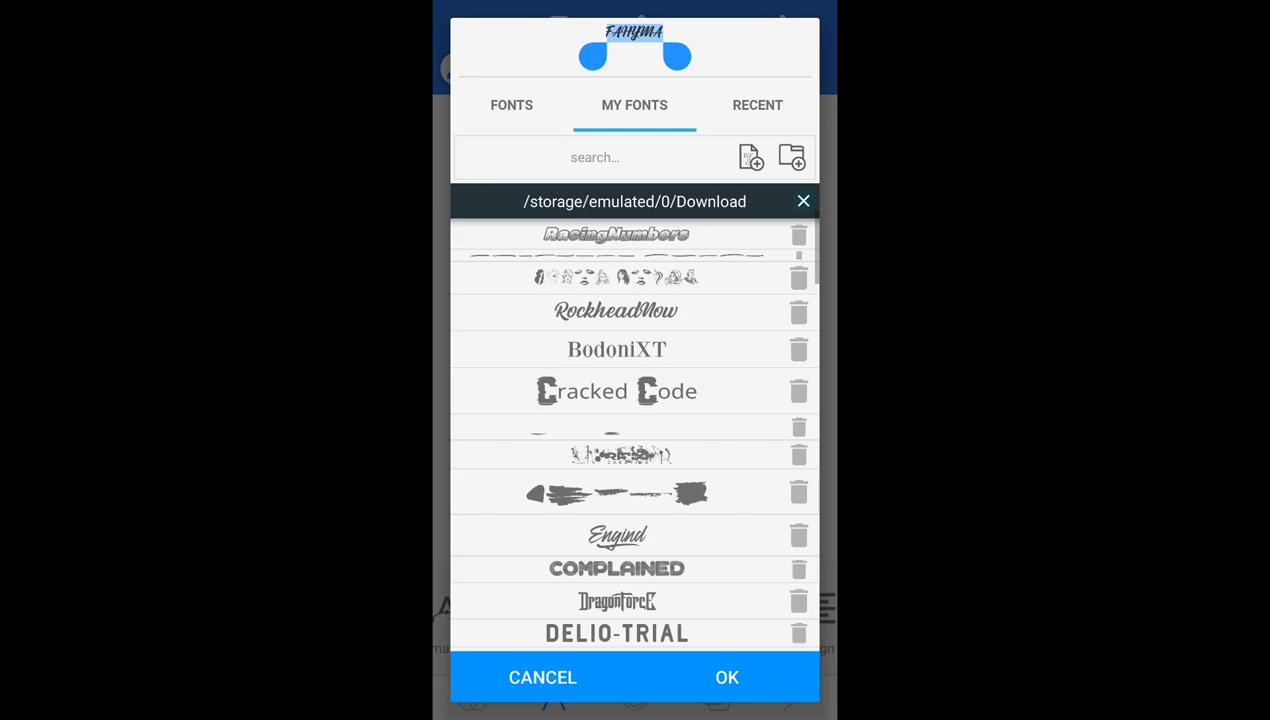 FAHYMA
FONTS MY FONTS RECENT
search...
/storage/emulated/0/Download
RacingNumbers
RockheadNow
BodoniXT
Cracked Code
Engind
COMPLAINED
DragonForcE
DELIO-TRIAL
CANCEL OK